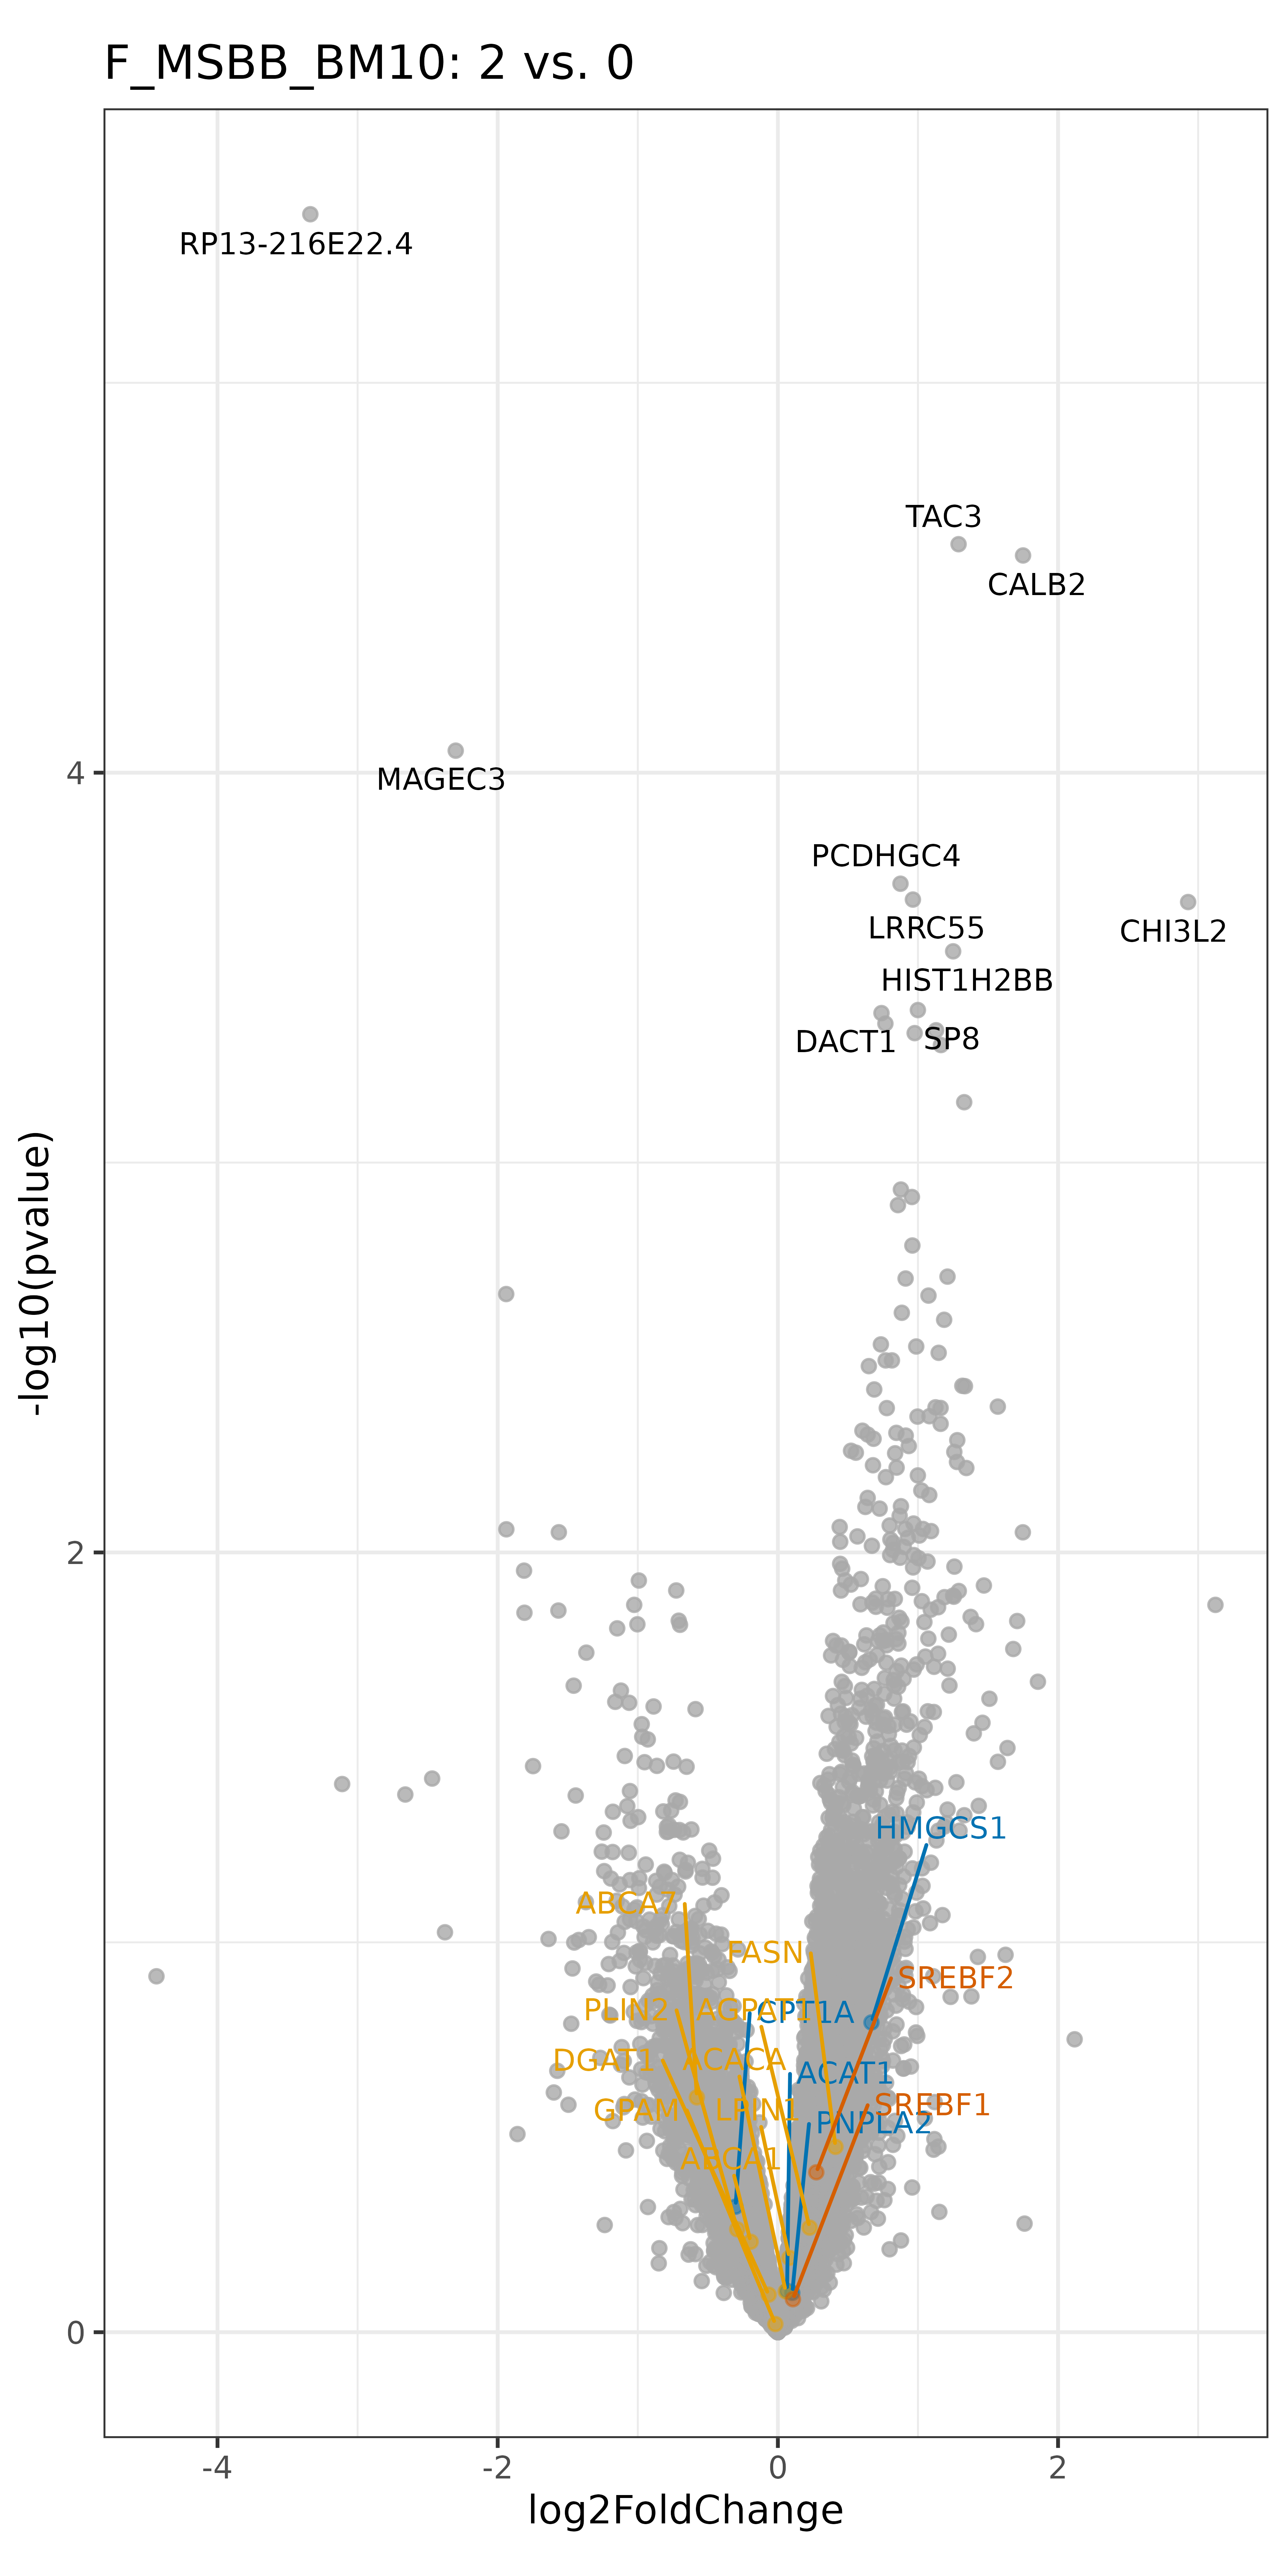 F_MSBB_BM10: 2 vs. 0
RP13-216E22.4
TAC3
CALB2
4
MAGEC3
PCDHGC4
LRRC55
CHI3L2
HIST1H2BB
DACT1
SP8
-log10(pvalue)
2
HMGCS1
ABCA7
FASN
SREBF2
PLIN2
AGPAT1
CPT1A
DGAT1
ACACA
ACAT1
SREBF1
GPAM
LPIN1
PNPLA2
ABCA1
0
-4
-2
0
2
log2FoldChange